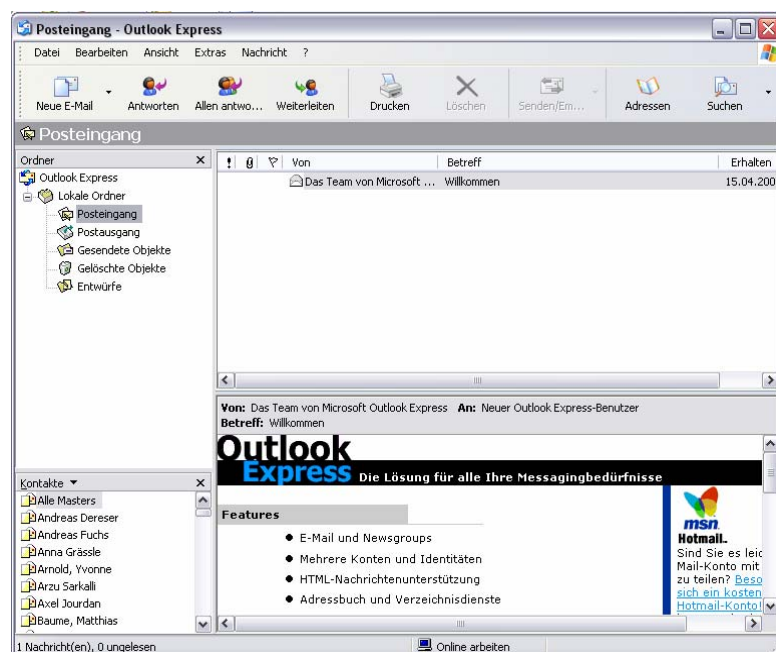 Posteingang - Outlook Express
Datei Bearbeiten Ansicht Extras Nachricht ?
Neue E-Mail Antworten Allen antwo... Weiterleiten Drucken Löschen Senden/Em... Adressen Suchen
Posteingang
Ordner
Outlook Express
Lokale Ordner
Posteingang
Postausgang
Gesendete Objekte
Gelöschte Objekte
Entwürfe
! Von Betreff Erhalten
Das Team von Microsoft ... Willkommen 15.04.200
Von: Das Team von Microsoft Outlook Express An: Neuer Outlook Express-Benutzer
Betreff: Willkommen
Outlook
Express Die Lösung für alle Ihre Messagingbedürfnisse
Features
E-Mail und Newsgroups
Mehrere Konten und Identitäten
HTML-Nachrichtenunterstützung
Adressbuch und Verzeichnisdienste
msn
Hotmail.
Sind Sie es leic
Mail-Konto mit
zu teilen? Beso
sich ein kosten
Hotmail-Konto!
Kontakte
Alle Masters
Andreas Dereser
Andreas Fuchs
Anna Grässle
Arnold, Yvonne
Arzu Sarkalli
Axel Jourdan
Baume, Matthias
1 Nachricht(en), 0 ungelesen Online arbeiten